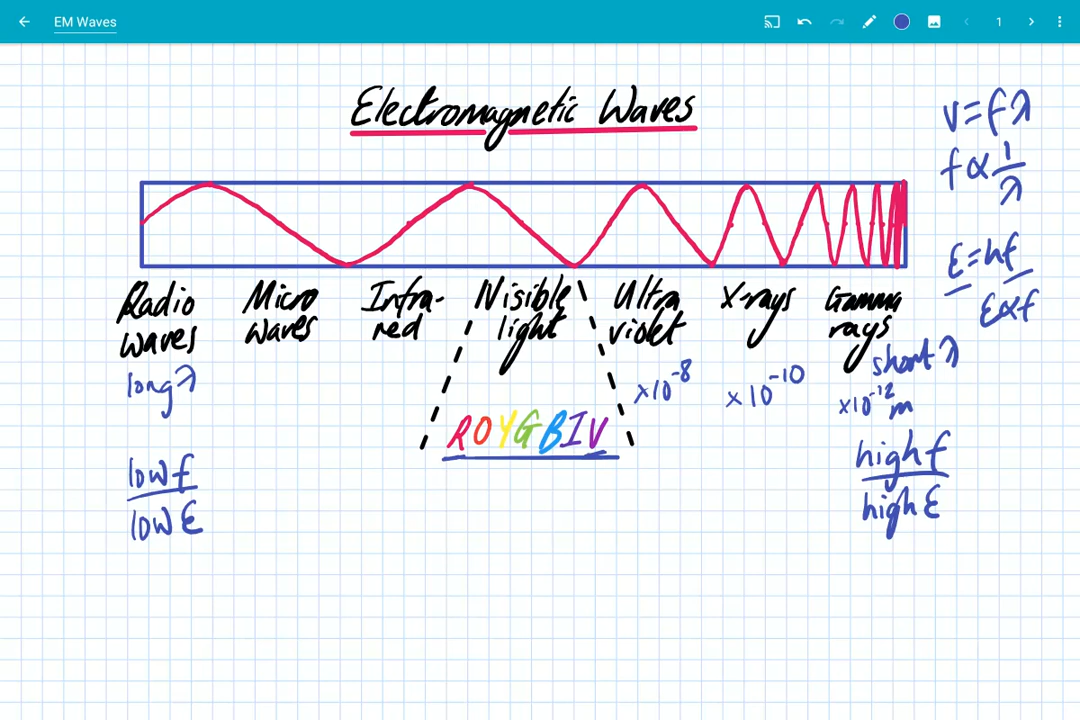 EM Waves
1
Electromagnetic Waves
v=fλ
f∝1/λ
E=hf
E∝f
Radio waves
Micro waves
Infra-red
Visible light
Ultra violet
X-rays
Gamma rays
long λ
short λ
×10⁻⁸
×10⁻¹⁰
×10⁻¹² m
ROYGBIV
low f
low E
high f
high E